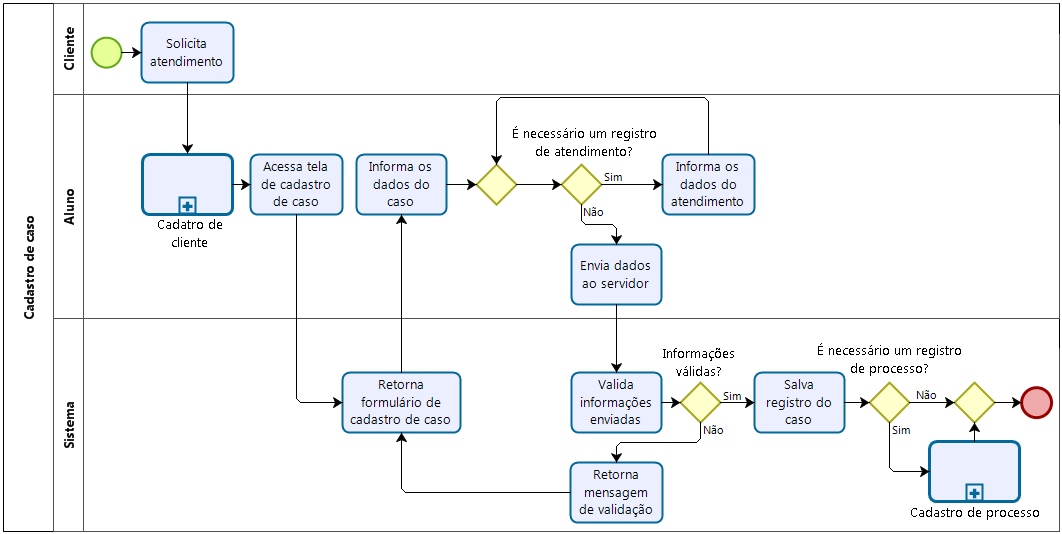 Cadastro de caso
Cliente
Solicita
atendimento
Aluno
Cadatro de
cliente
Acessa tela
de cadastro
de caso
Informa os
dados do
caso
É necessário um registro
de atendimento?
Sim
Não
Informa os
dados do
atendimento
Envia dados
ao servidor
Sistema
Retorna
formulário de
cadastro de caso
Valida
informações
enviadas
Informações
válidas?
Sim
Não
Retorna
mensagem
de validação
Salva
registro do
caso
É necessário um registro
de processo?
Não
Sim
Cadastro de processo